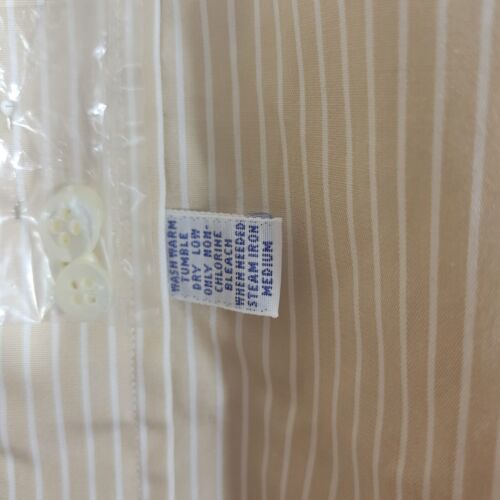 WASH WARM
TUMBLE
DRY LOW
ONLY NON-
CHLORINE
BLEACH
WHEN NEEDED
STEAM IRON
MEDIUM